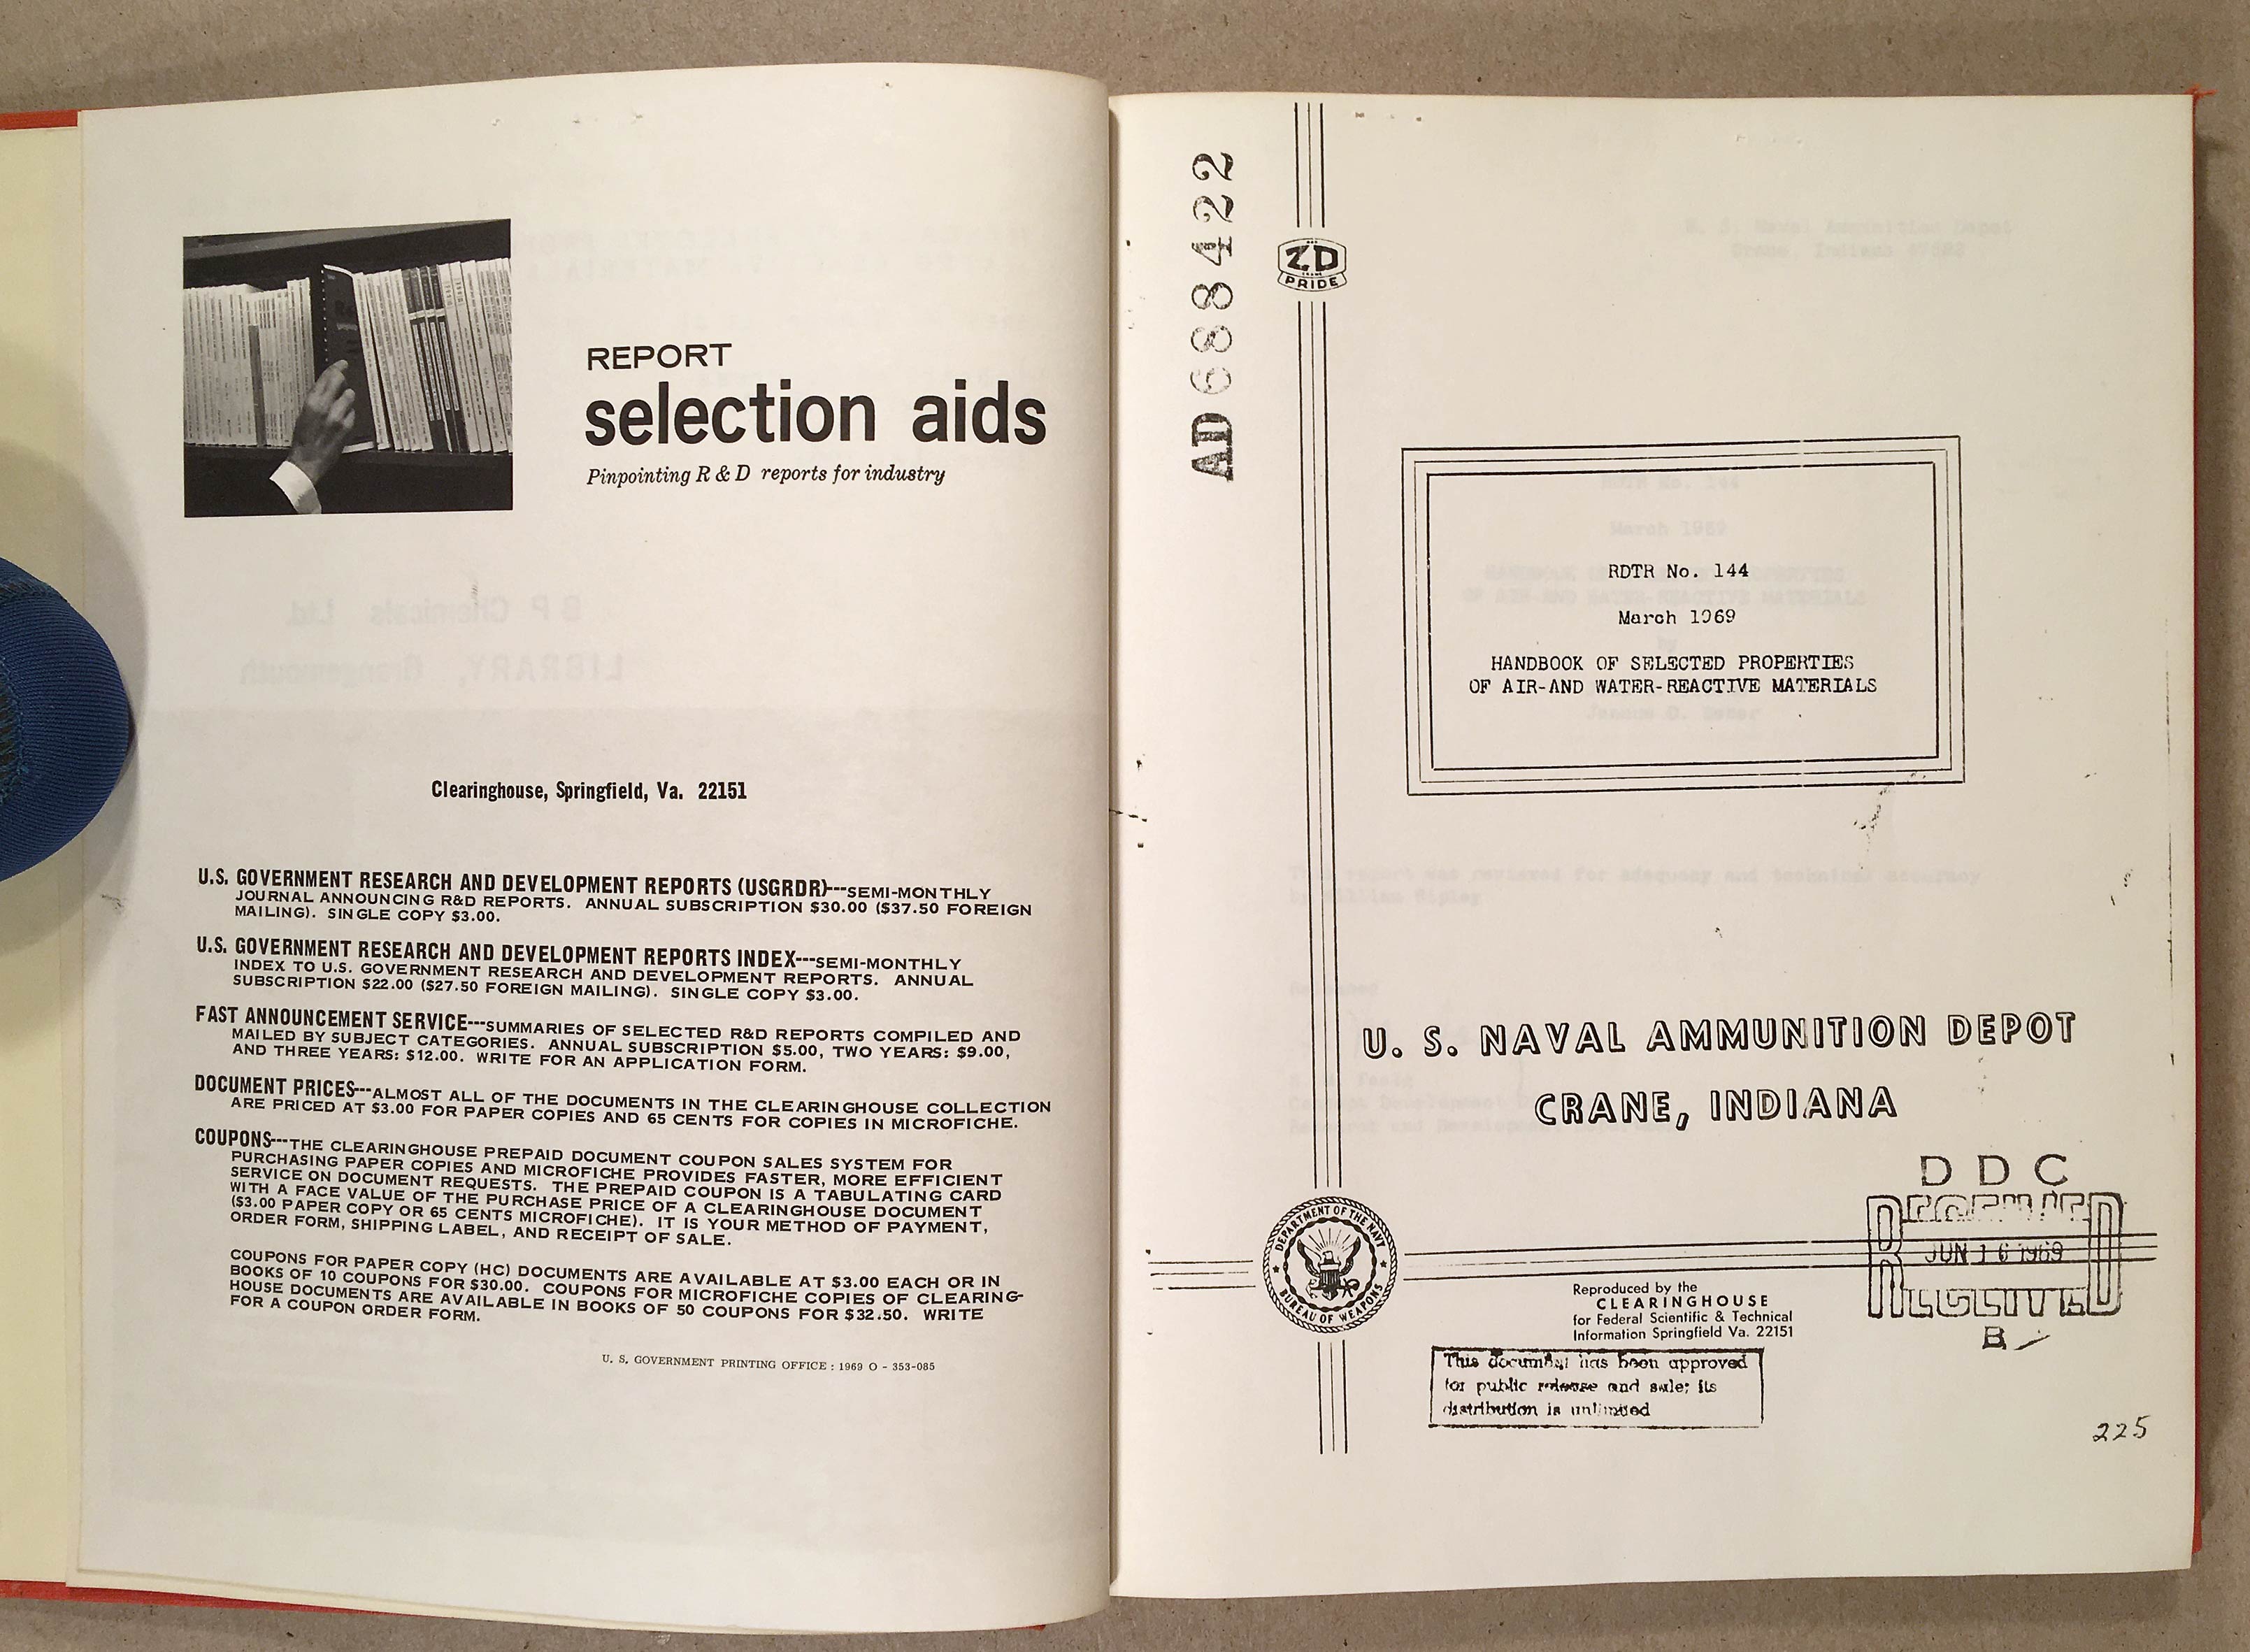 REPORT
selection aids
Pinpointing R & D reports for industry
Clearinghouse, Springfield, Va. 22151
U.S. GOVERNMENT RESEARCH AND DEVELOPMENT REPORTS (USGRDR)---SEMI-MONTHLY
JOURNAL ANNOUNCING R&D REPORTS. ANNUAL SUBSCRIPTION $30.00 ($37.50 FOREIGN
MAILING). SINGLE COPY $3.00.
U.S. GOVERNMENT RESEARCH AND DEVELOPMENT REPORTS INDEX---SEMI-MONTHLY
INDEX TO U.S. GOVERNMENT RESEARCH AND DEVELOPMENT REPORTS. ANNUAL
SUBSCRIPTION $22.00 ($27.50 FOREIGN MAILING). SINGLE COPY $3.00.
FAST ANNOUNCEMENT SERVICE---SUMMARIES OF SELECTED R&D REPORTS COMPILED AND
MAILED BY SUBJECT CATEGORIES. ANNUAL SUBSCRIPTION $5.00, TWO YEARS: $9.00,
AND THREE YEARS: $12.00. WRITE FOR AN APPLICATION FORM.
DOCUMENT PRICES---ALMOST ALL OF THE DOCUMENTS IN THE CLEARINGHOUSE COLLECTION
ARE PRICED AT $3.00 FOR PAPER COPIES AND 65 CENTS FOR COPIES IN MICROFICHE.
COUPONS---THE CLEARINGHOUSE PREPAID DOCUMENT COUPON SALES SYSTEM FOR
PURCHASING PAPER COPIES AND MICROFICHE PROVIDES FASTER, MORE EFFICIENT
SERVICE ON DOCUMENT REQUESTS. THE PREPAID COUPON IS A TABULATING CARD
WITH A FACE VALUE OF THE PURCHASE PRICE OF A CLEARINGHOUSE DOCUMENT
($3.00 PAPER COPY OR 65 CENTS MICROFICHE). IT IS YOUR METHOD OF PAYMENT,
ORDER FORM, SHIPPING LABEL, AND RECEIPT OF SALE.
COUPONS FOR PAPER COPY (HC) DOCUMENTS ARE AVAILABLE AT $3.00 EACH OR IN
BOOKS OF 10 COUPONS FOR $30.00. COUPONS FOR MICROFICHE COPIES OF CLEARING-
HOUSE DOCUMENTS ARE AVAILABLE IN BOOKS OF 50 COUPONS FOR $32.50. WRITE
FOR A COUPON ORDER FORM.
U. S. GOVERNMENT PRINTING OFFICE : 1969 O - 353-085
AD688422
ZD
CRANE
PRIDE
RDTR No. 144
March 1969
HANDBOOK OF SELECTED PROPERTIES
OF AIR-AND WATER-REACTIVE MATERIALS
U. S. NAVAL AMMUNITION DEPOT
CRANE, INDIANA
DDC
JUN 16 1969
RECEIVED
B
DEPARTMENT OF THE NAVY
BUREAU OF WEAPONS
Reproduced by the
CLEARINGHOUSE
for Federal Scientific & Technical
Information Springfield Va. 22151
This document has been approved
for public release and sale; its
distribution is unlimited
225